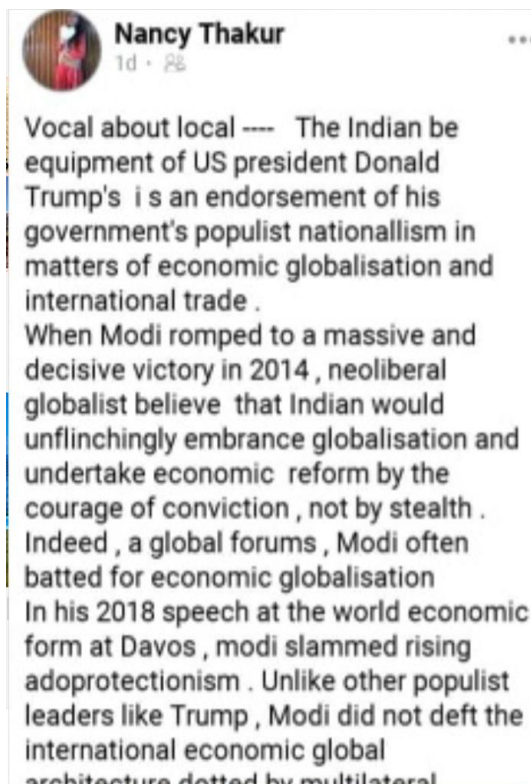 Nancy Thakur
1d ·
Vocal about local ---- The Indian be
equipment of US president Donald
Trump's i s an endorsement of his
government's populist nationallism in
matters of economic globalisation and
international trade .
When Modi romped to a massive and
decisive victory in 2014 , neoliberal
globalist believe that Indian would
unflinchingly embrance globalisation and
undertake economic reform by the
courage of conviction , not by stealth .
Indeed , a global forums , Modi often
batted for economic globalisation
In his 2018 speech at the world economic
form at Davos , modi slammed rising
adoprotectionism . Unlike other populist
leaders like Trump , Modi did not deft the
international economic global
architecture dotted by multilateral